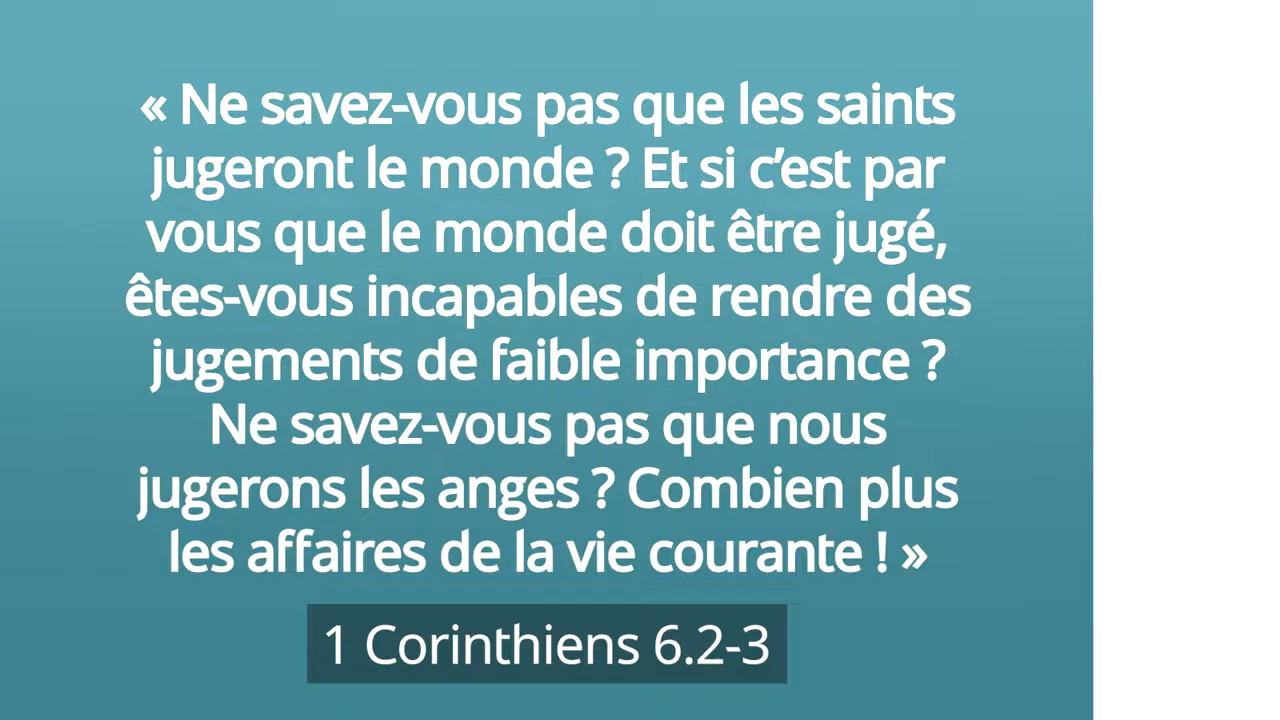 « Ne savez-vous pas que les saints
jugeront le monde ? Et si c’est par
vous que le monde doit être jugé,
êtes-vous incapables de rendre des
jugements de faible importance ?
Ne savez-vous pas que nous
jugerons les anges ? Combien plus
les affaires de la vie courante ! »
1 Corinthiens 6.2-3